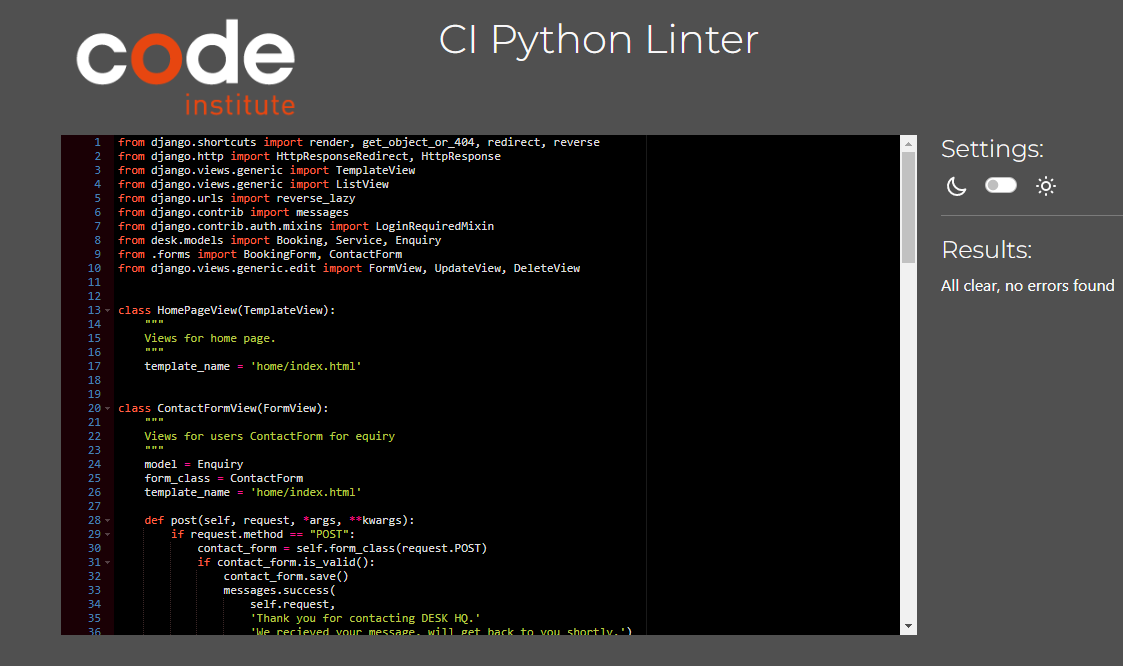 code
institute
CI Python Linter
1 from django.shortcuts import render, get_object_or_404, redirect, reverse
2 from django.http import HttpResponseRedirect, HttpResponse
3 from django.views.generic import TemplateView
4 from django.views.generic import ListView
5 from django.urls import reverse_lazy
6 from django.contrib import messages
7 from django.contrib.auth.mixins import LoginRequiredMixin
8 from desk.models import Booking, Service, Enquiry
9 from .forms import BookingForm, ContactForm
10 from django.views.generic.edit import FormView, UpdateView, DeleteView
11
12
13 class HomePageView(TemplateView):
14     """
15     Views for home page.
16     """
17     template_name = 'home/index.html'
18
19
20 class ContactFormView(FormView):
21     """
22     Views for users ContactForm for equiry
23     """
24     model = Enquiry
25     form_class = ContactForm
26     template_name = 'home/index.html'
27
28     def post(self, request, *args, **kwargs):
29         if request.method == "POST":
30             contact_form = self.form_class(request.POST)
31             if contact_form.is_valid():
32                 contact_form.save()
33                 messages.success(
34                     self.request,
35                     'Thank you for contacting DESK HQ.'
36                     'We recieved your message, will get back to you shortly.')
Settings:
Results:
All clear, no errors found